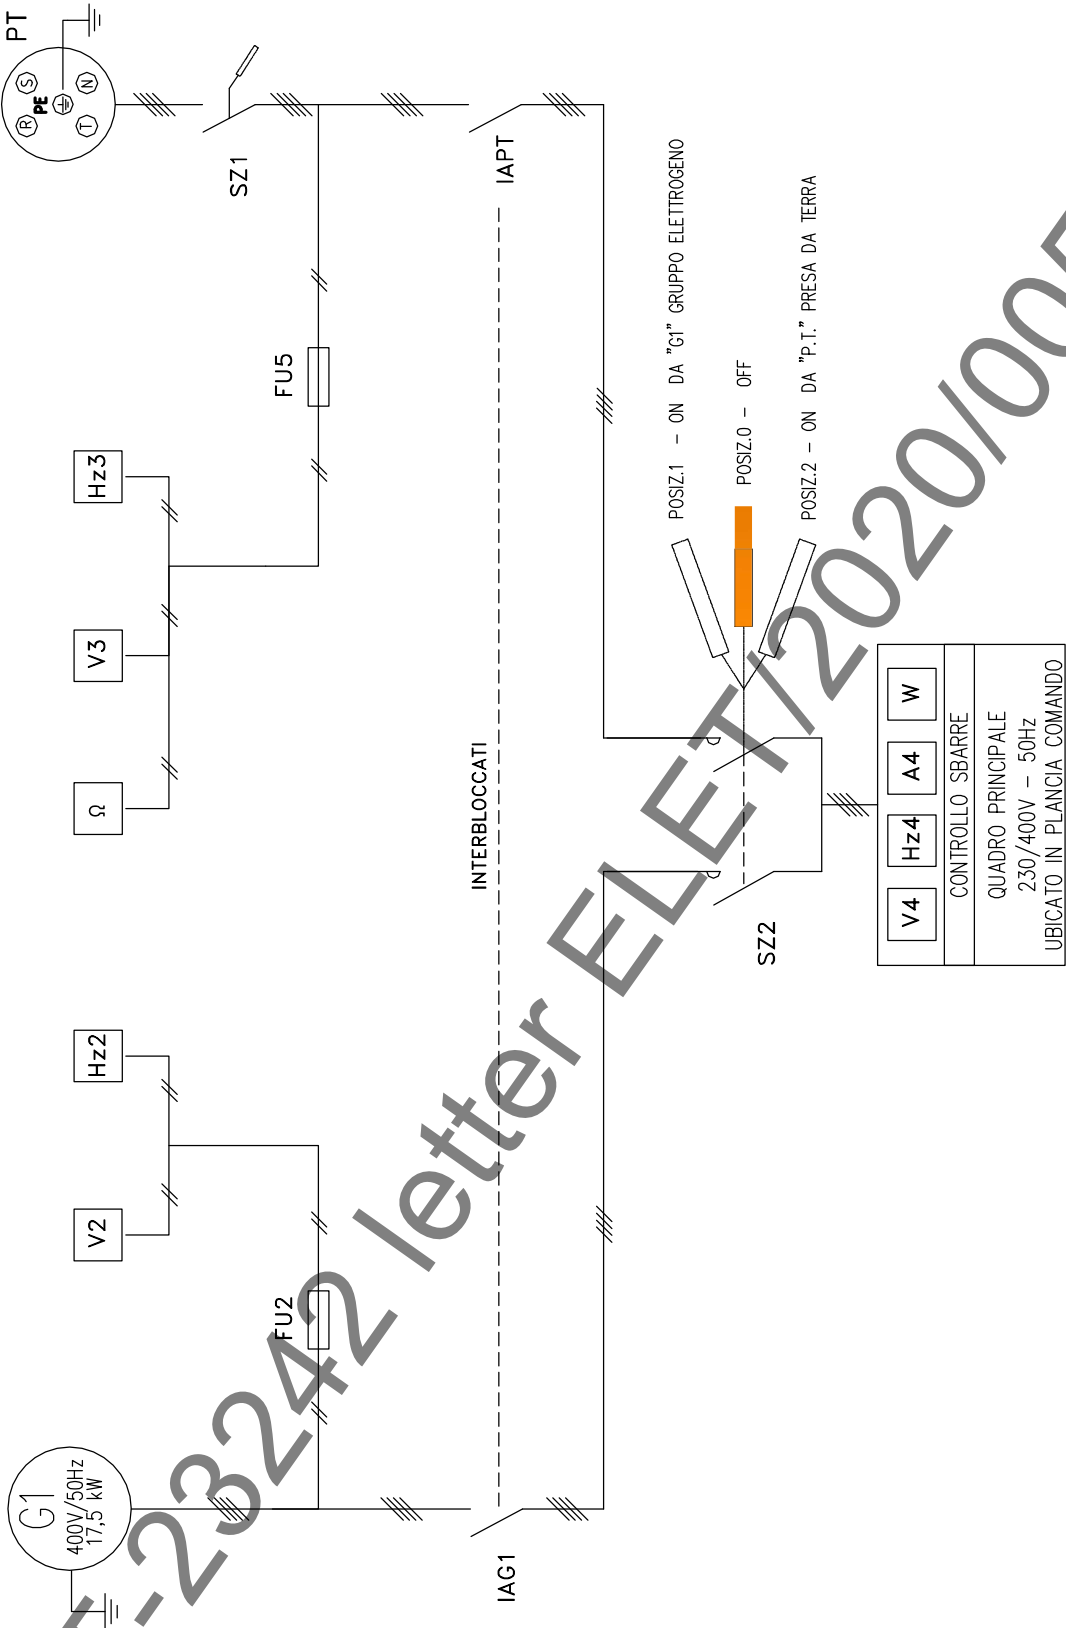 PT
R
S
PE
T
N
SZ1
IAPT
FU5
Hz3
V3
Ω
INTERBLOCCATI
POSIZ.1 - ON DA "G1" GRUPPO ELETTROGENO
POSIZ.0 - OFF
POSIZ.2 - ON DA "P.T." PRESA DA TERRA
SZ2
V4
Hz4
A4
W
CONTROLLO SBARRE
QUADRO PRINCIPALE
230/400V - 50Hz
UBICATO IN PLANCIA COMANDO
Hz2
V2
FU2
G1
400V/50Hz
17,5 kW
IAG1
-23242 letter ELET/2020/00